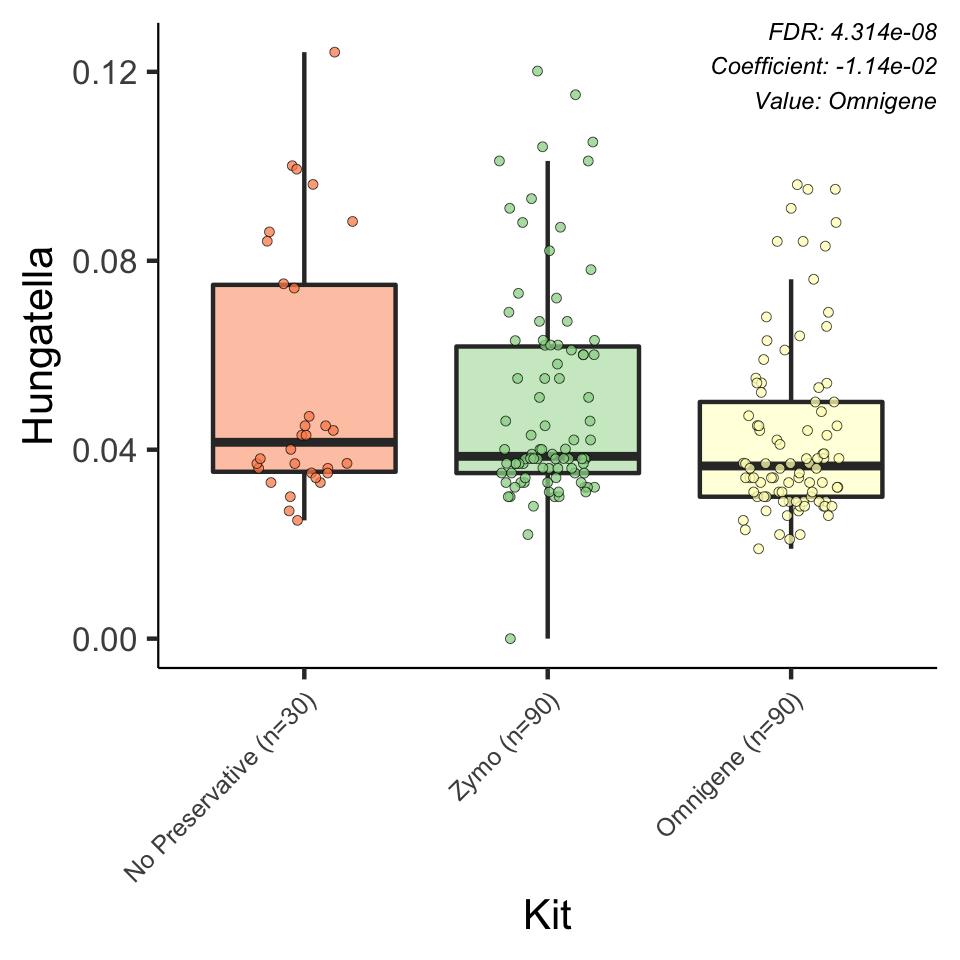 FDR: 4.314e-08
Coefficient: -1.14e-02
Value: Omnigene
0.12
0.08
0.04
0.00
Hungatella
No Preservative (n=30)
Zymo (n=90)
Omnigene (n=90)
Kit